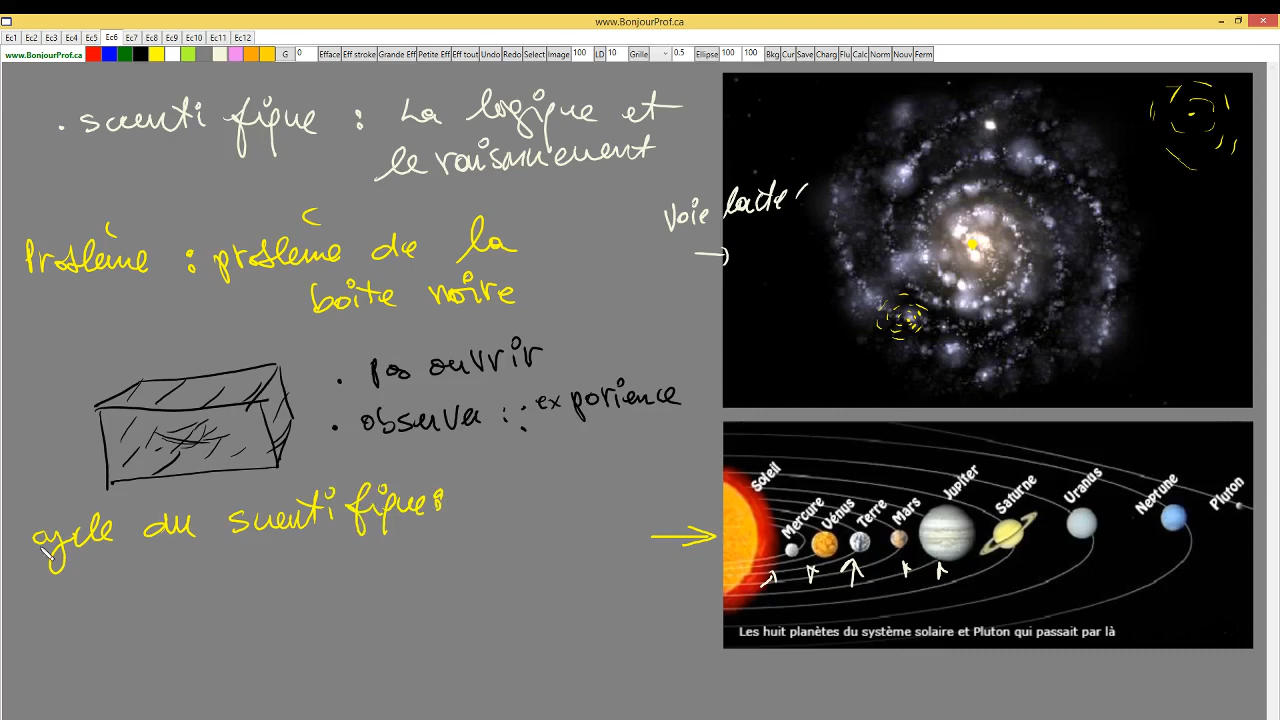 www.BonjourProf.ca
Ec1 Ec2 Ec3 Ec4 Ec5 Ec6 Ec7 Ec8 Ec9 Ec10 Ec11 Ec12
www.BonjourProf.ca G 0 Efface Eff stroke Grande Eff Petite Eff Eff tout Undo Redo Select Image 100 LD 10 Grille 0.5 Ellipse 100 100 Bkg Cur Save Charg Flu Calc Norm Nouv Ferm
. scientifique : La logique et
le raisonnement
Problème : problème de la
boite noire
. pas ouvrir
. observer : : experience
cycle du scientifique :
Voie lactée
Soleil
Mercure
Vénus
Terre
Mars
Jupiter
Saturne
Uranus
Neptune
Pluton
Les huit planètes du système solaire et Pluton qui passait par là